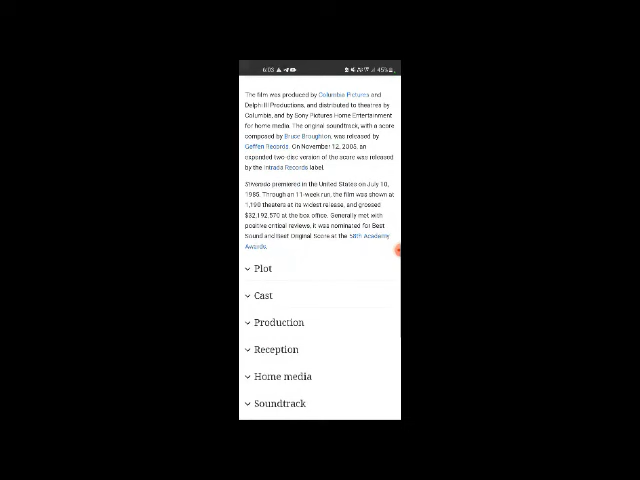 6:03
45%
The film was produced by Columbia Pictures and
Delphi III Productions, and distributed to theatres by
Columbia, and by Sony Pictures Home Entertainment
for home media. The original soundtrack, with a score
composed by Bruce Broughton, was released by
Geffen Records. On November 12, 2005, an
expanded two-disc version of the score was released
by the Intrada Records label.
Silverado premiered in the United States on July 10,
1985. Through an 11-week run, the film was shown at
1,190 theaters at its widest release, and grossed
$32,192,570 at the box office. Generally met with
positive critical reviews, it was nominated for Best
Sound and Best Original Score at the 58th Academy
Awards.
Plot
Cast
Production
Reception
Home media
Soundtrack